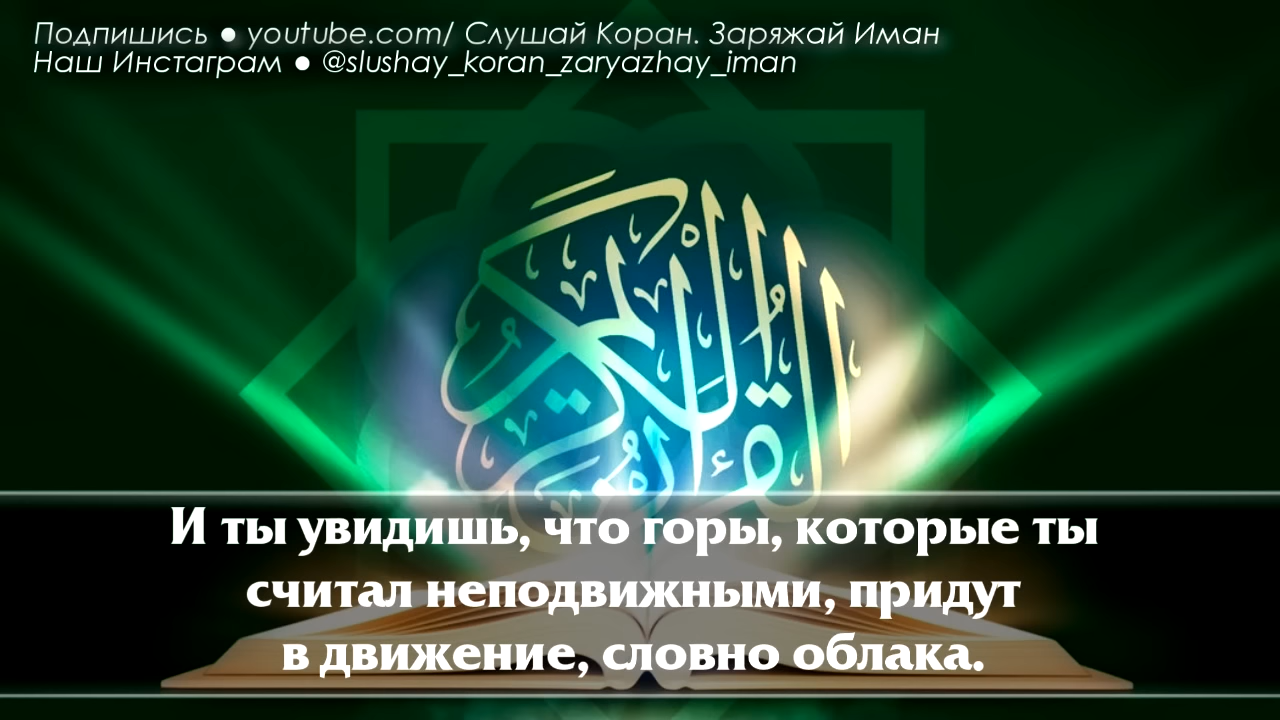 Подпишись ● youtube.com/ Слушай Коран. Заряжай Иман
Наш Инстаграм ● @slushay_koran_zaryazhay_iman
القرآن الكريم
И ты увидишь, что горы, которые ты
считал неподвижными, придут
в движение, словно облака.